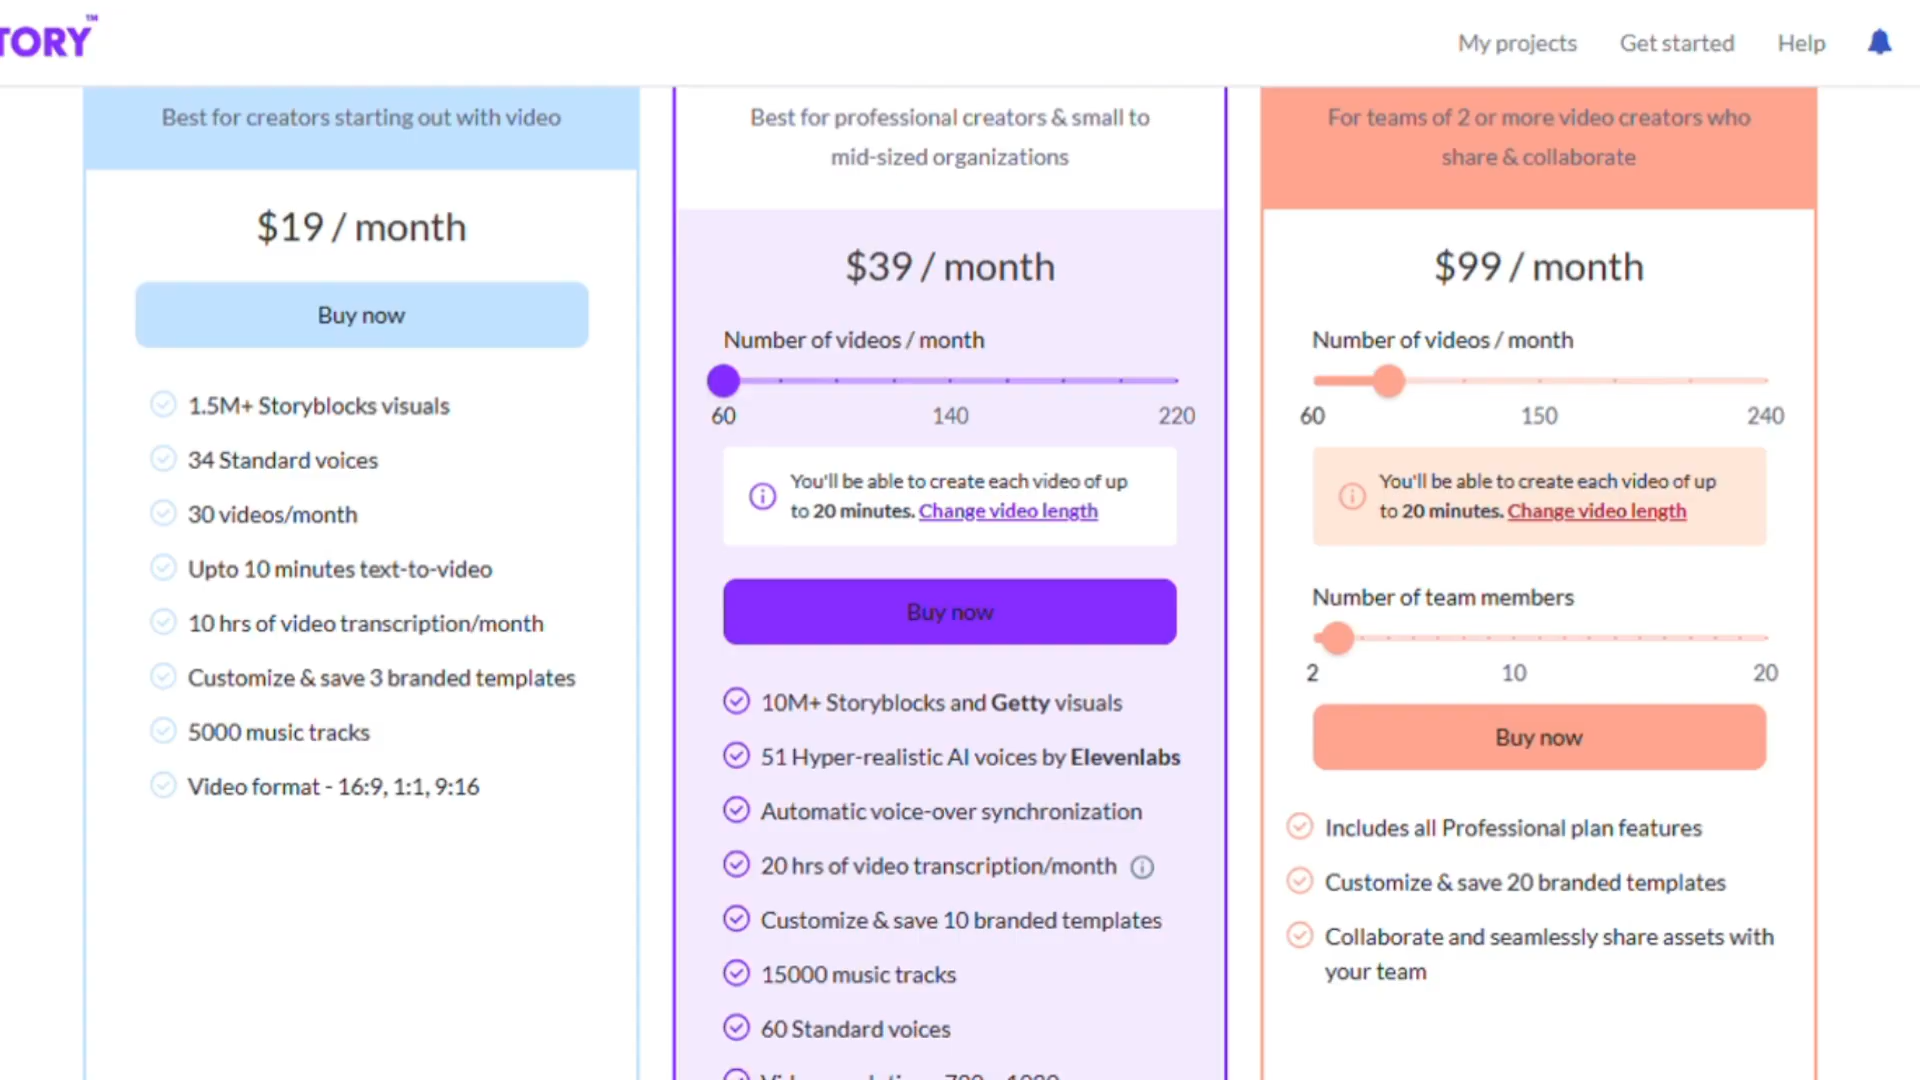 TORY™
My projects
Get started
Help
Best for creators starting out with video
$19 / month
Buy now
1.5M+ Storyblocks visuals
34 Standard voices
30 videos/month
Upto 10 minutes text-to-video
10 hrs of video transcription/month
Customize & save 3 branded templates
5000 music tracks
Video format - 16:9, 1:1, 9:16
Best for professional creators & small to
mid-sized organizations
$39 / month
Number of videos / month
60 140 220
You'll be able to create each video of up
to 20 minutes. Change video length
Buy now
10M+ Storyblocks and Getty visuals
51 Hyper-realistic AI voices by Elevenlabs
Automatic voice-over synchronization
20 hrs of video transcription/month
Customize & save 10 branded templates
15000 music tracks
60 Standard voices
For teams of 2 or more video creators who
share & collaborate
$99 / month
Number of videos / month
60 150 240
You'll be able to create each video of up
to 20 minutes. Change video length
Number of team members
2 10 20
Buy now
Includes all Professional plan features
Customize & save 20 branded templates
Collaborate and seamlessly share assets with
your team